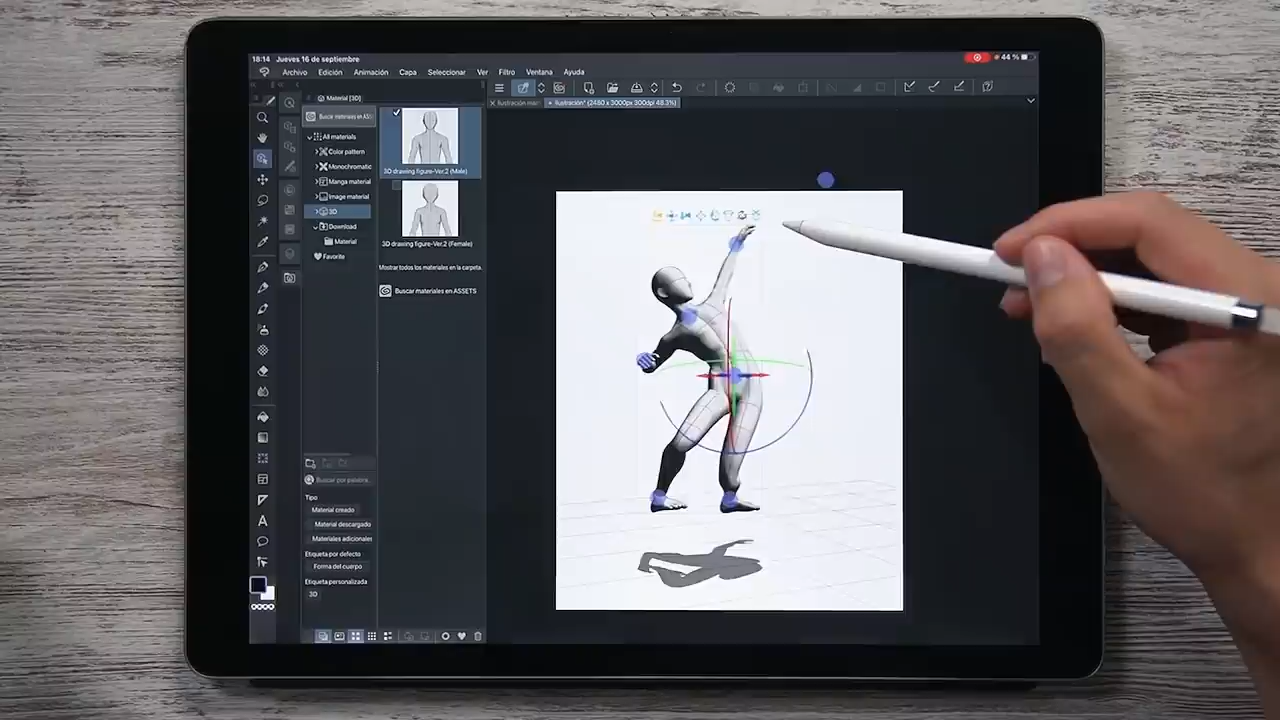 18:14 Jueves 16 de septiembre
44 %
Archivo Edición Animación Capa Seleccionar Ver Filtro Ventana Ayuda
Material [3D]
ilustración* (2480 x 3000px 300dpi 48.3%)
Buscar materiales en ASS
All materials
Color pattern
Monochromatic
Manga material
Image material
3D
Download
Material
Favorite
3D drawing figure-Ver.2 (Male)
3D drawing figure-Ver.2 (Female)
Mostrar todos los materiales en la carpeta.
Buscar materiales en ASSETS
Buscar por palabra
Tipo
Material creado
Material descargado
Materiales adicionales
Etiqueta por defecto
Forma del cuerpo
Etiqueta personalizada
3D